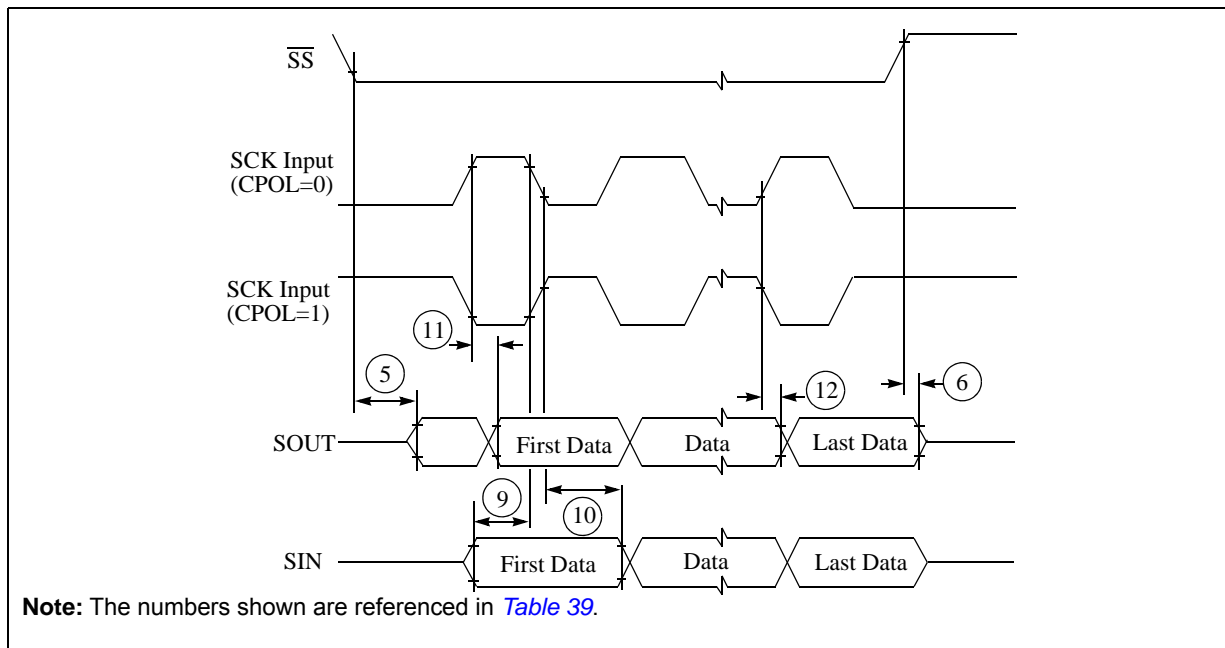 SS
SCK Input
(CPOL=0)
SCK Input
(CPOL=1)
11
5
12
6
SOUT
First Data
Data
Last Data
9
10
SIN
First Data
Data
Last Data
Note: The numbers shown are referenced in Table 39.